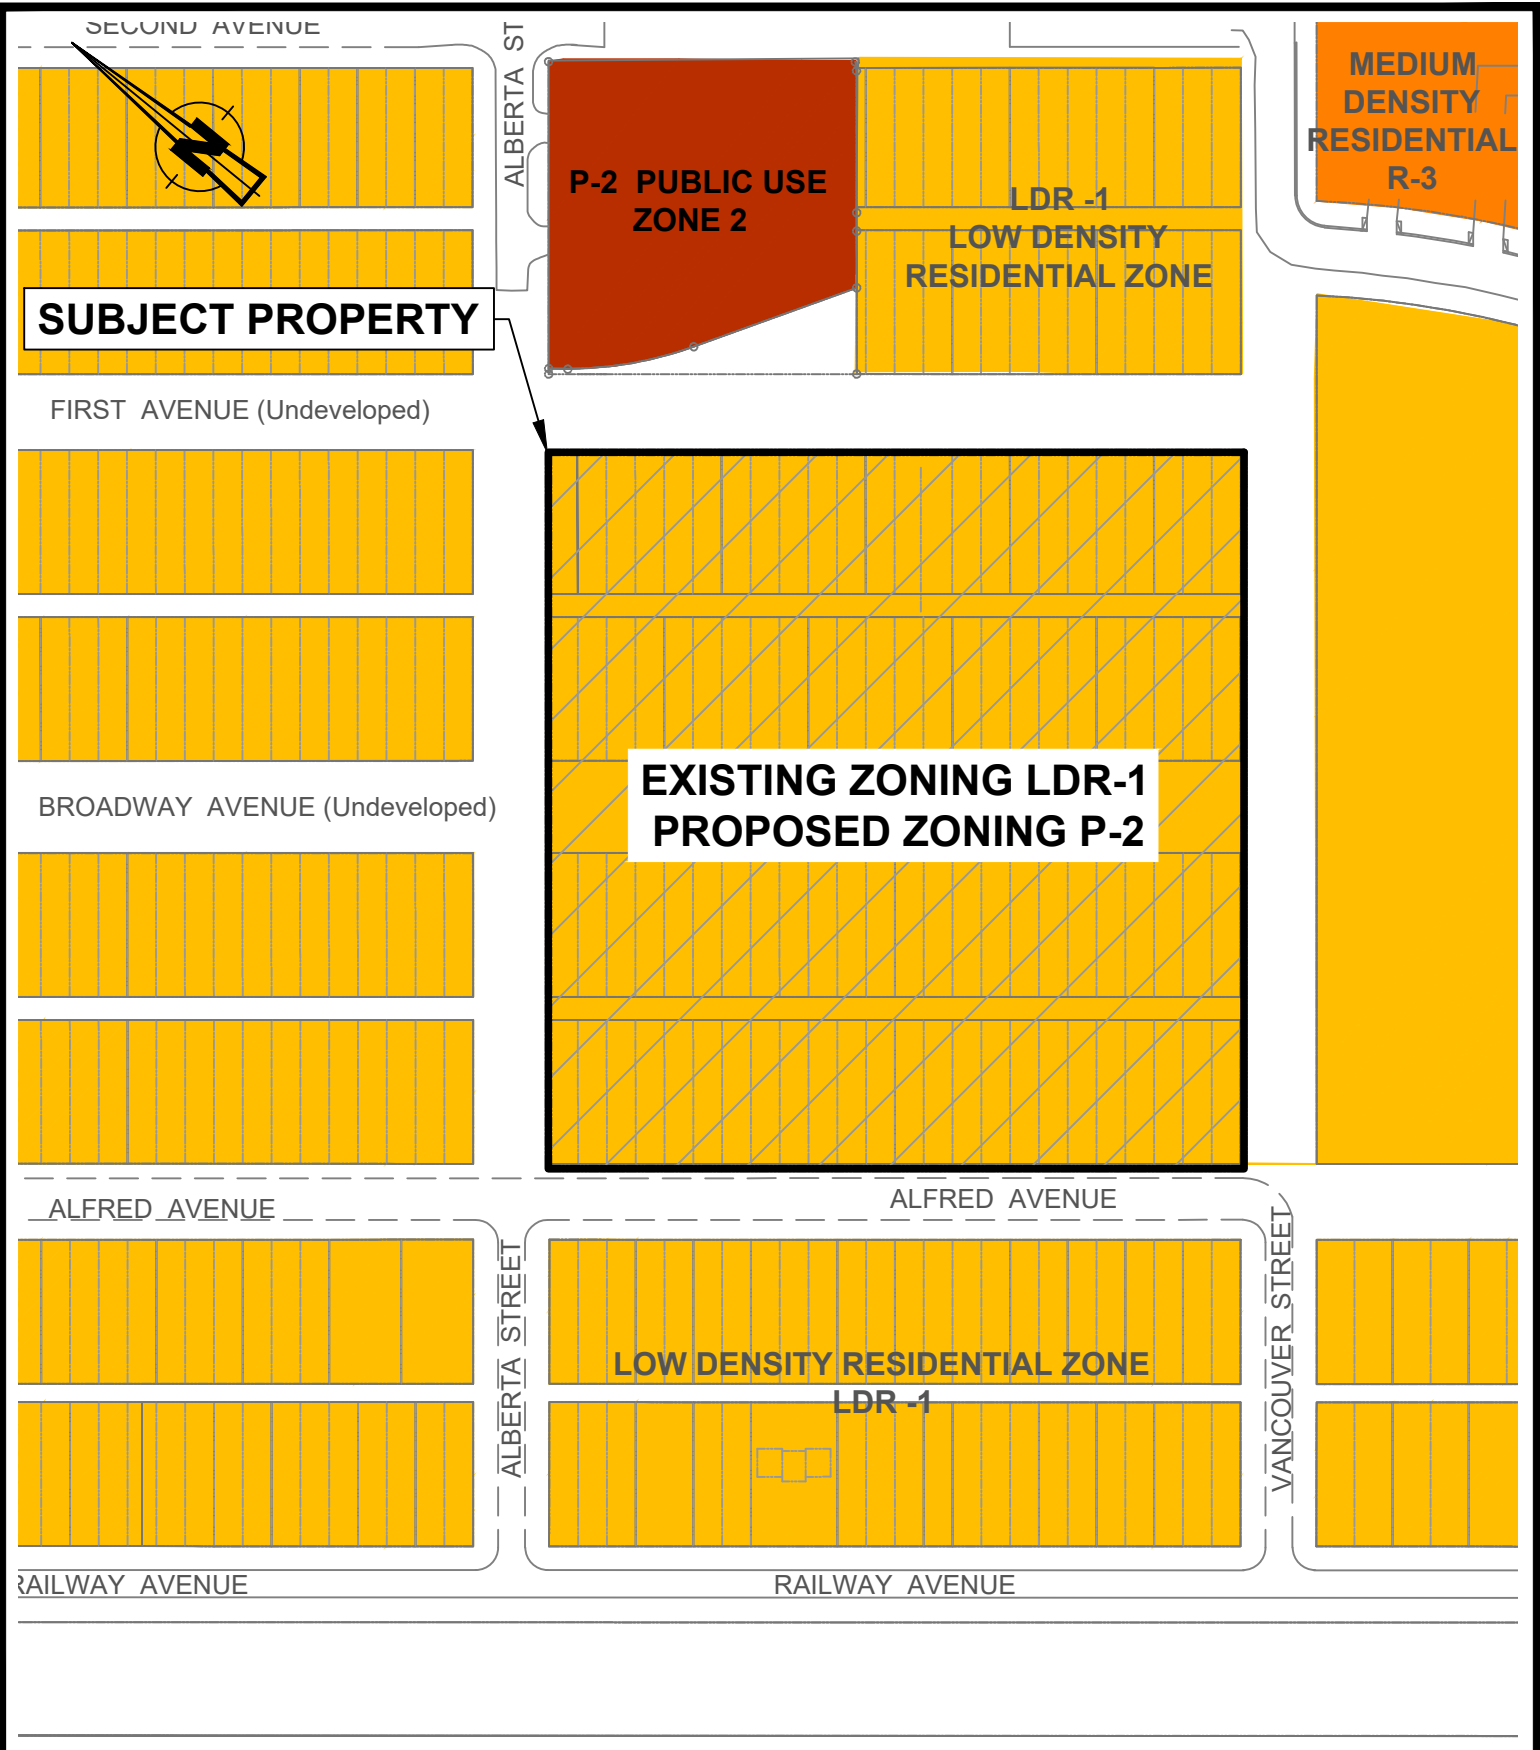 SECOND AVENUE
ALBERTA ST
N
P-2 PUBLIC USE
ZONE 2
LDR -1
LOW DENSITY
RESIDENTIAL ZONE
MEDIUM
DENSITY
RESIDENTIAL
R-3
SUBJECT PROPERTY
FIRST AVENUE (Undeveloped)
EXISTING ZONING LDR-1
PROPOSED ZONING P-2
BROADWAY AVENUE (Undeveloped)
ALFRED AVENUE
ALFRED AVENUE
ALBERTA STREET
VANCOUVER STREET
LOW DENSITY RESIDENTIAL ZONE
LDR -1
RAILWAY AVENUE
RAILWAY AVENUE